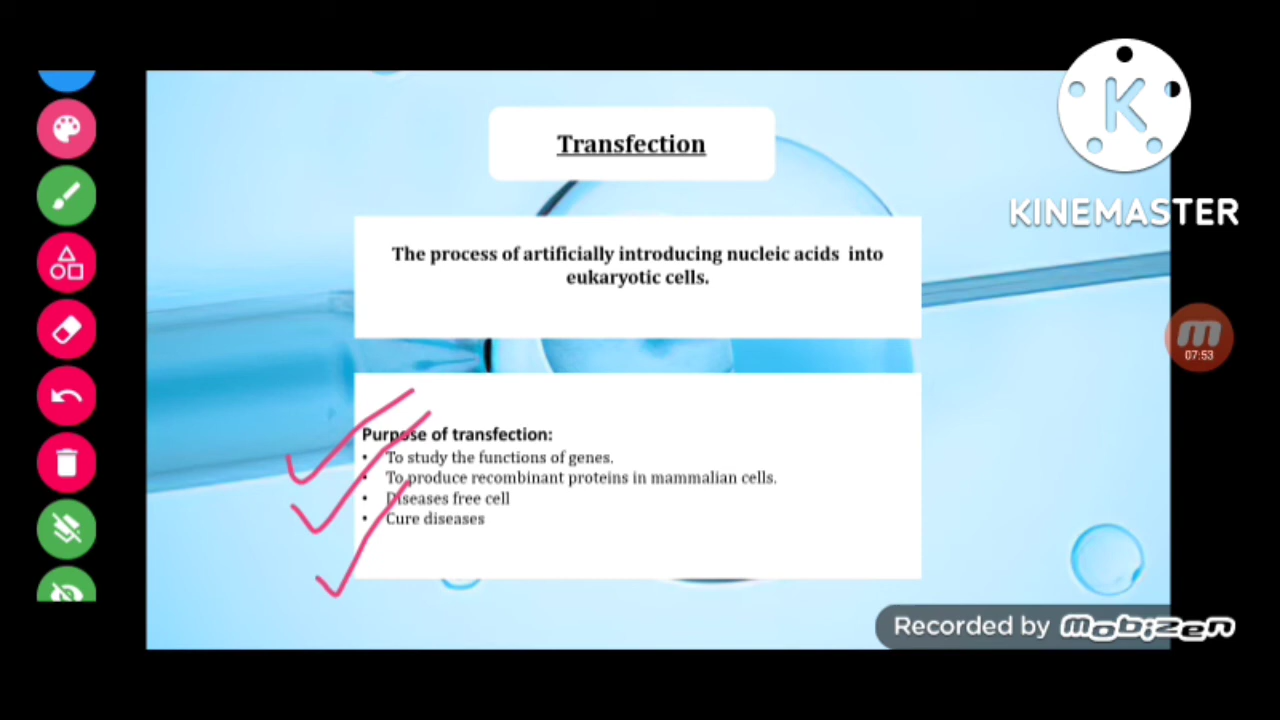 Transfection
KINEMASTER
The process of artificially introducing nucleic acids into
eukaryotic cells.
07:53
Purpose of transfection:
• To study the functions of genes.
• To produce recombinant proteins in mammalian cells.
• Diseases free cell
• Cure diseases
Recorded by mobizen